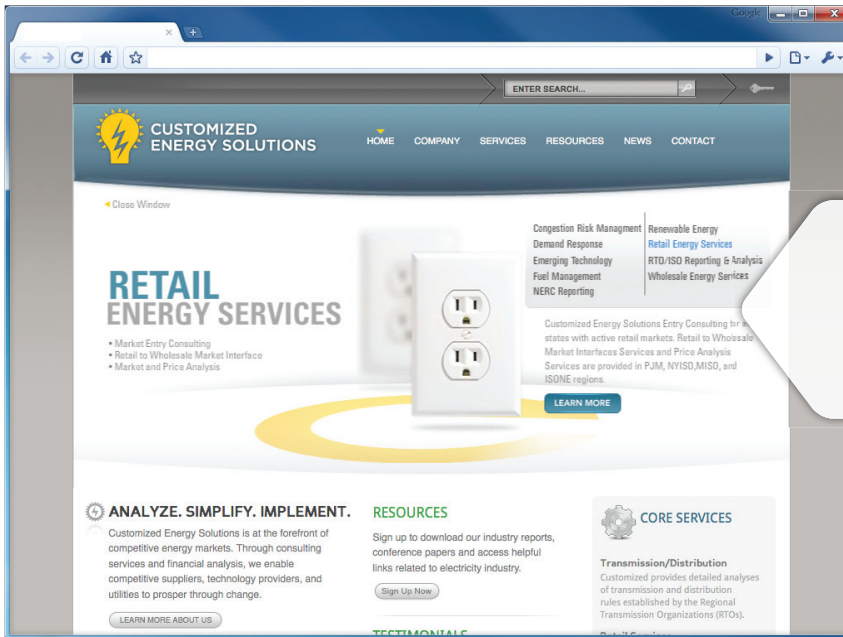 Google
ENTER SEARCH...
CUSTOMIZED
ENERGY SOLUTIONS
HOME COMPANY SERVICES RESOURCES NEWS CONTACT
Close Window
Congestion Risk Managment
Demand Response
Emerging Technology
Fuel Management
NERC Reporting
Renewable Energy
Retail Energy Services
RTO/ISO Reporting & Analysis
Wholesale Energy Services
RETAIL
ENERGY SERVICES
• Market Entry Consulting
• Retail to Wholesale Market Interface
• Market and Price Analysis
Customized Energy Solutions Entry Consulting for
states with active retail markets. Retail to Wholesale
Market Interfaces Services and Price Analysis
Services are provided in PJM, NYISO,MISO, and
ISONE regions.
LEARN MORE
ANALYZE. SIMPLIFY. IMPLEMENT.
Customized Energy Solutions is at the forefront of
competitive energy markets. Through consulting
services and financial analysis, we enable
competitive suppliers, technology providers, and
utilities to prosper through change.
LEARN MORE ABOUT US
RESOURCES
Sign up to download our industry reports,
conference papers and access helpful
links related to electricity industry.
Sign Up Now
TESTIMONIALS
CORE SERVICES
Transmission/Distribution
Customized provides detailed analyses
of transmission and distribution
rules established by the Regional
Transmission Organizations (RTOs).
Retail Services